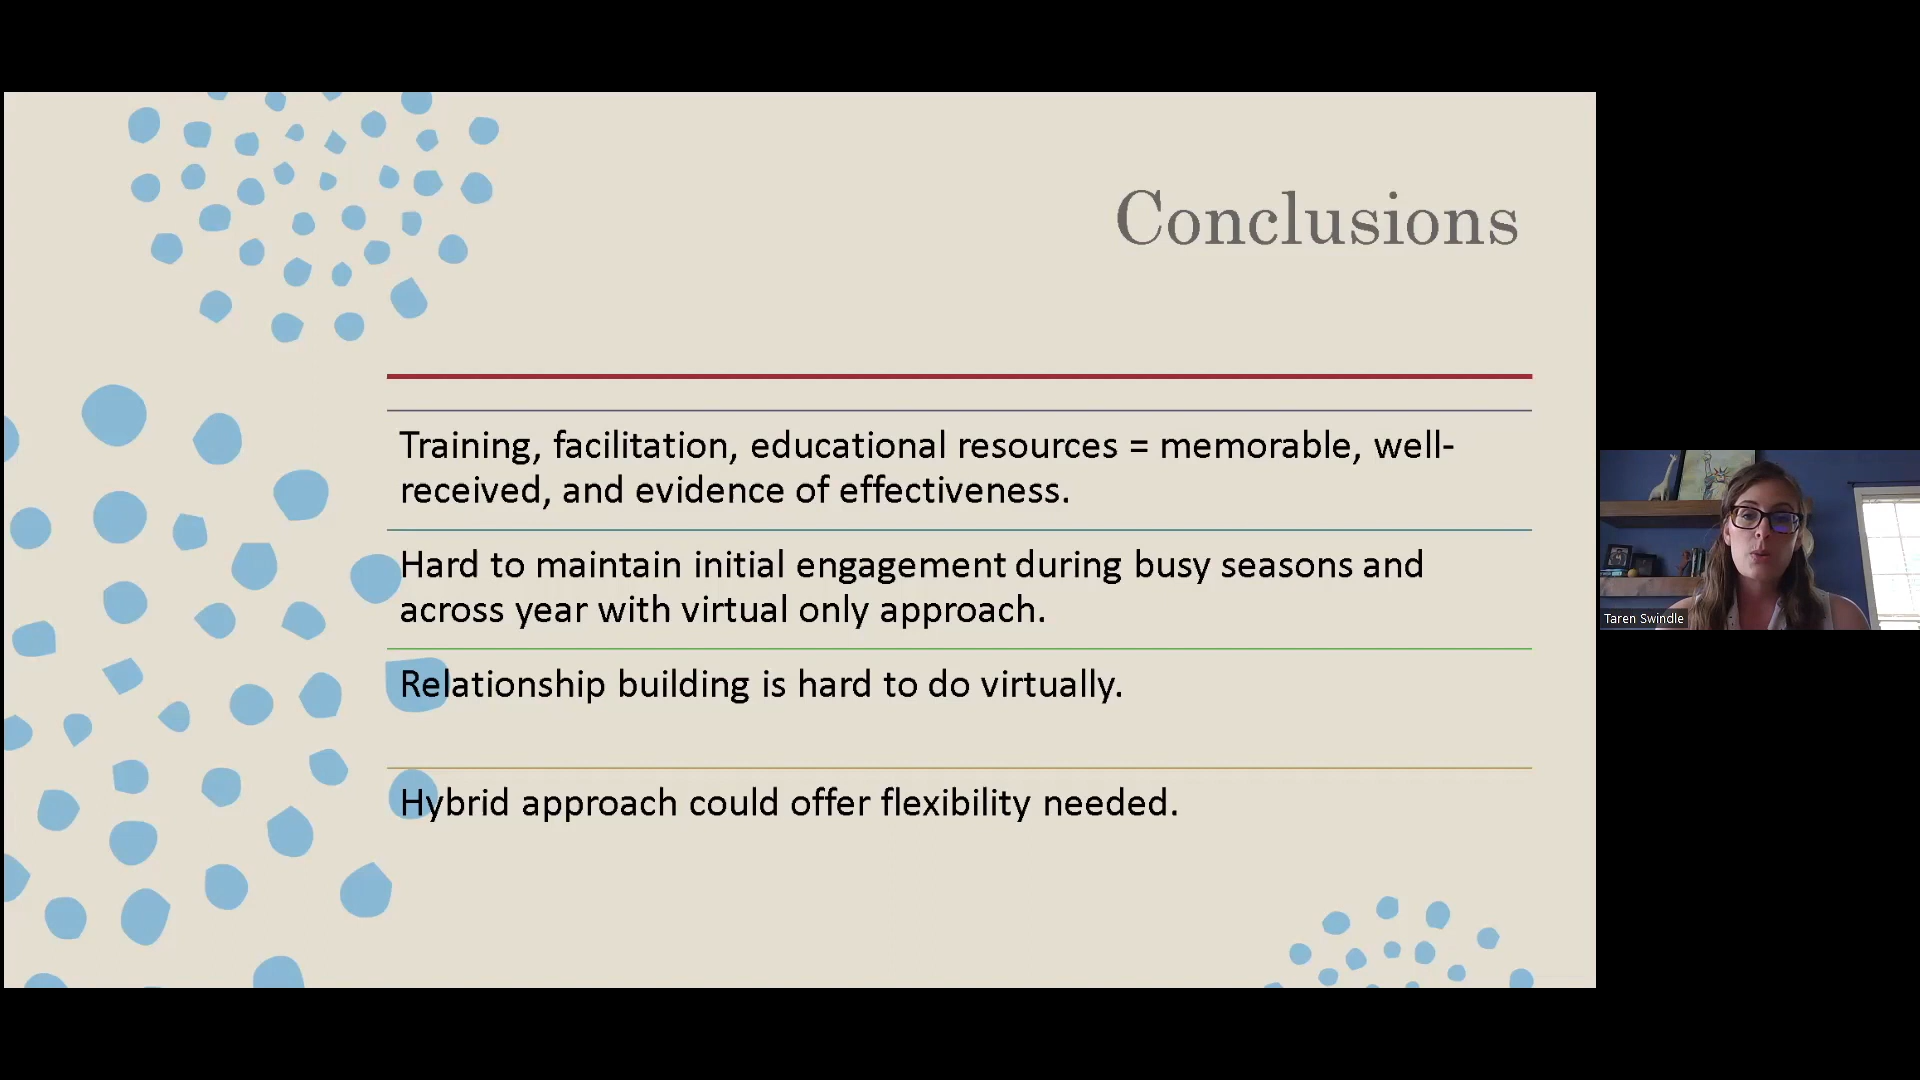 Conclusions
Training, facilitation, educational resources = memorable, well-
received, and evidence of effectiveness.
Hard to maintain initial engagement during busy seasons and
across year with virtual only approach.
Relationship building is hard to do virtually.
Hybrid approach could offer flexibility needed.
Taren Swindle